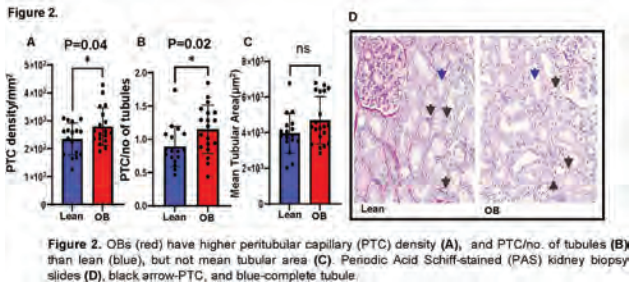 Figure 2.
A
P=0.04
*
PTC density/mm²
5×10²
4×10²
3×10²
2×10²
1×10²
Lean
OB
B
P=0.02
*
PTC/no of tubules
2.0
1.5
1.0
0.5
0.0
Lean
OB
C
ns
Mean Tubular Area(μm²)
8×10³
6×10³
4×10³
2×10³
0
Lean
OB
D
Lean
OB
Figure 2. OBs (red) have higher peritubular capillary (PTC) density (A), and PTC/no. of tubules (B)
than lean (blue), but not mean tubular area (C). Periodic Acid Schiff-stained (PAS) kidney biopsy
slides (D), black arrow-PTC, and blue-complete tubule.